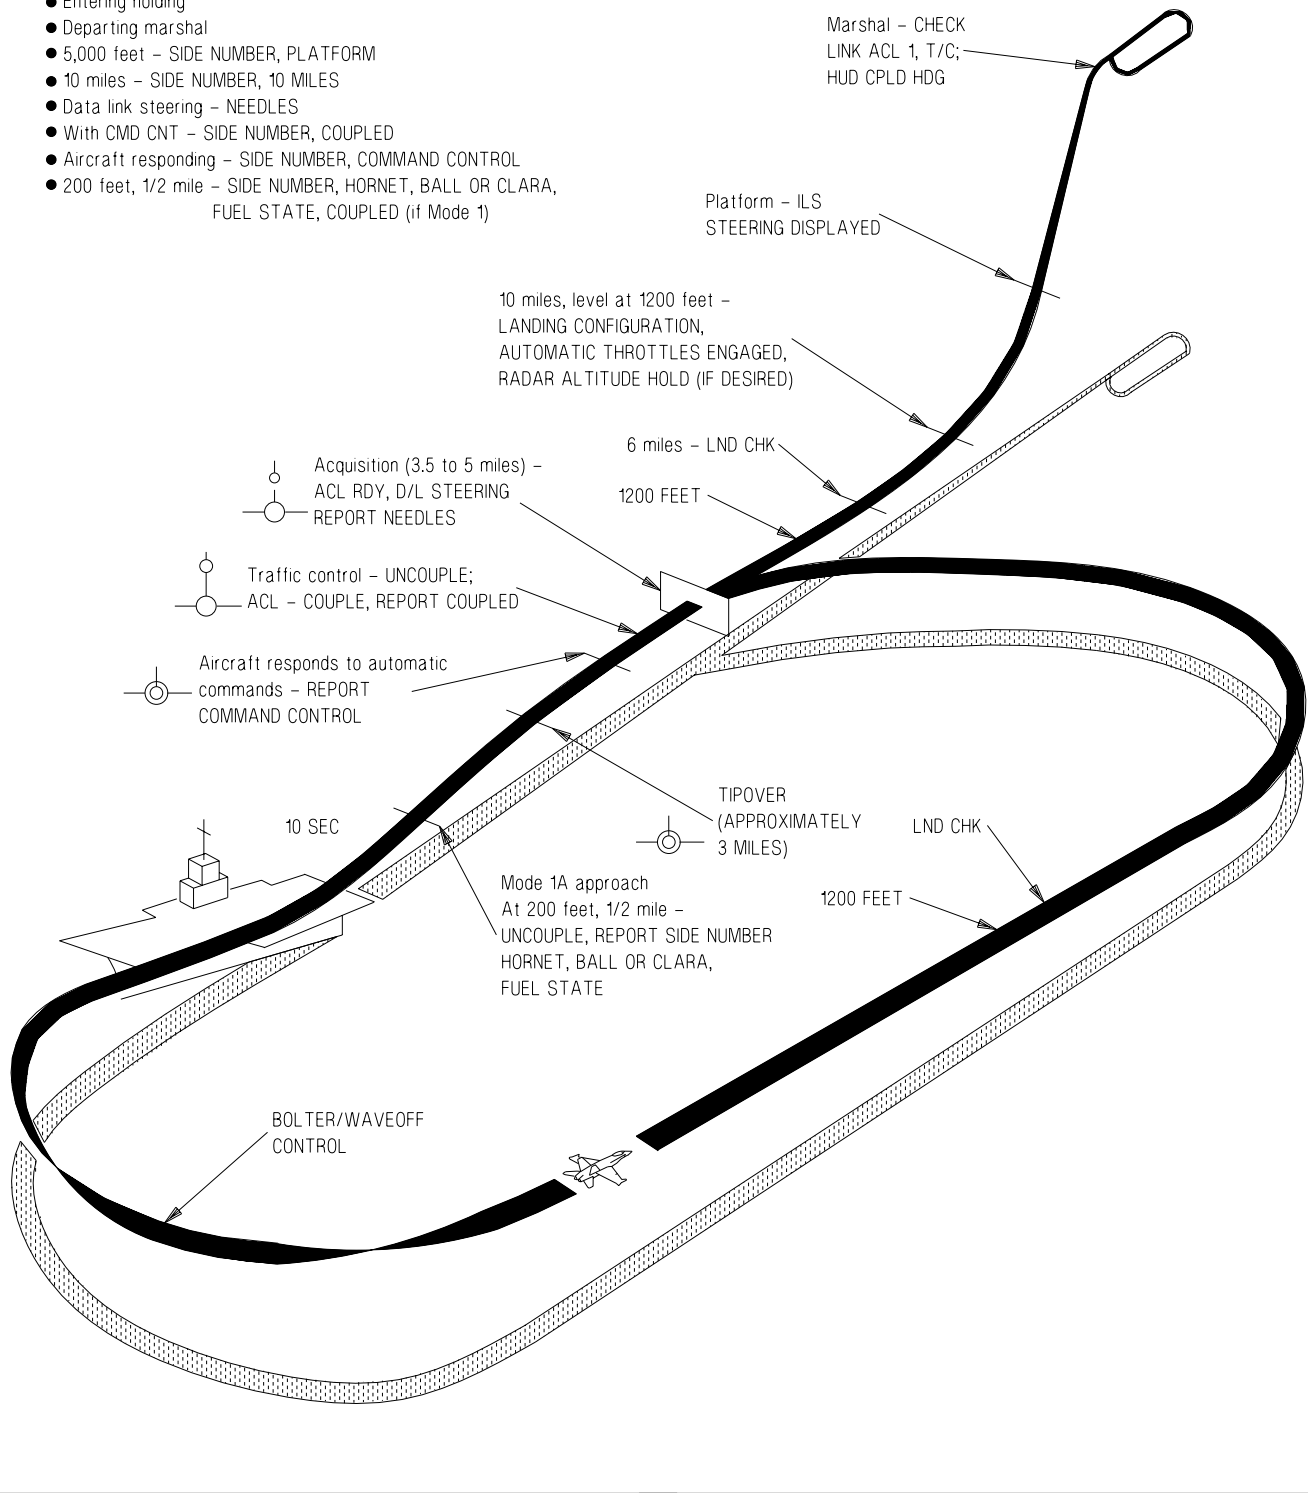 ● Entering holding
● Departing marshal
● 5,000 feet – SIDE NUMBER, PLATFORM
● 10 miles – SIDE NUMBER, 10 MILES
● Data link steering – NEEDLES
● With CMD CNT – SIDE NUMBER, COUPLED
● Aircraft responding – SIDE NUMBER, COMMAND CONTROL
● 200 feet, 1/2 mile – SIDE NUMBER, HORNET, BALL OR CLARA,
FUEL STATE, COUPLED (if Mode 1)
Marshal – CHECK
LINK ACL 1, T/C;
HUD CPLD HDG
Platform – ILS
STEERING DISPLAYED
10 miles, level at 1200 feet –
LANDING CONFIGURATION,
AUTOMATIC THROTTLES ENGAGED,
RADAR ALTITUDE HOLD (IF DESIRED)
6 miles – LND CHK
1200 FEET
Acquisition (3.5 to 5 miles) –
ACL RDY, D/L STEERING
REPORT NEEDLES
Traffic control – UNCOUPLE;
ACL – COUPLE, REPORT COUPLED
Aircraft responds to automatic
commands – REPORT
COMMAND CONTROL
TIPOVER
(APPROXIMATELY
3 MILES)
10 SEC
LND CHK
1200 FEET
Mode 1A approach
At 200 feet, 1/2 mile –
UNCOUPLE, REPORT SIDE NUMBER
HORNET, BALL OR CLARA,
FUEL STATE
BOLTER/WAVEOFF
CONTROL